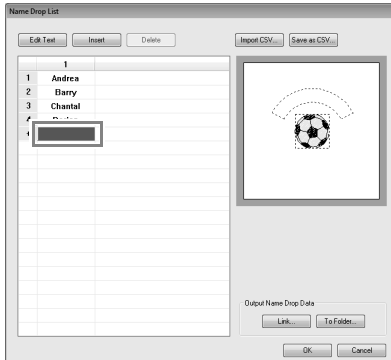 Name Drop List
Edit Text Insert Delete Import CSV... Save as CSV...
1
1 Andrea
2 Barry
3 Chantal
4
Output Name Drop Data
Link... To Folder...
OK Cancel